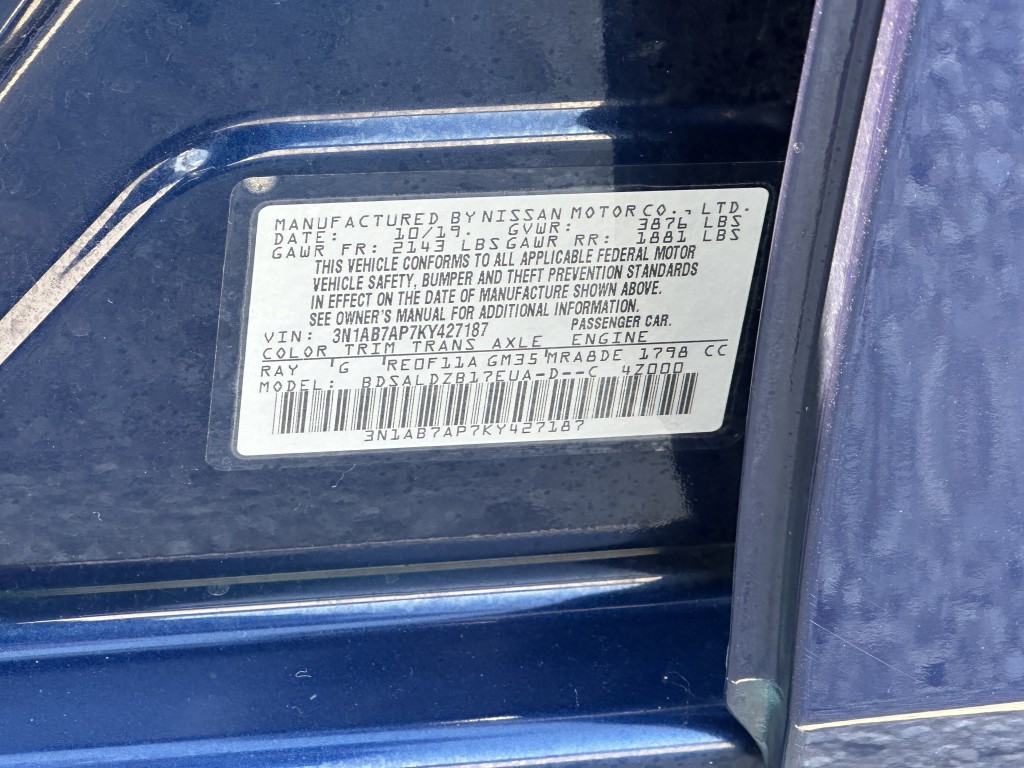 MANUFACTURED BY NISSAN MOTOR CO., LTD.
DATE: 10/19. GVWR: 3876 LBS
GAWR FR: 2143 LBS GAWR RR: 1881 LBS
THIS VEHICLE CONFORMS TO ALL APPLICABLE FEDERAL MOTOR
VEHICLE SAFETY, BUMPER AND THEFT PREVENTION STANDARDS
IN EFFECT ON THE DATE OF MANUFACTURE SHOWN ABOVE.
SEE OWNER'S MANUAL FOR ADDITIONAL INFORMATION.
VIN: 3N1AB7AP7KY427187 PASSENGER CAR.
COLOR TRIM TRANS AXLE ENGINE
RAY G RE0F11A GM35 MRA8DE 1798 CC
MODEL: BDSALDZB17EUA-D--C 4Z000
3N1AB7AP7KY427187